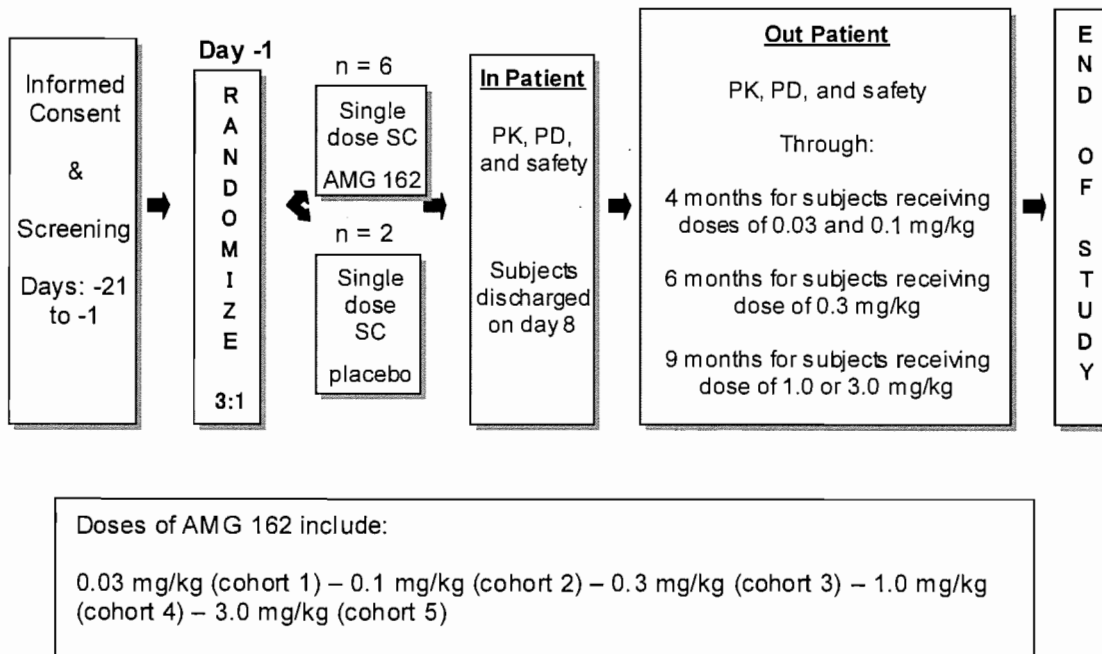 Informed
Consent
&
Screening
Days: -21
to -1
Day -1
R
A
N
D
O
M
I
Z
E
3:1
n = 6
Single
dose SC
AMG 162
n = 2
Single
dose
SC
placebo
In Patient
PK, PD,
and safety
Subjects
discharged
on day 8
Out Patient
PK, PD, and safety
Through:
4 months for subjects receiving
doses of 0.03 and 0.1 mg/kg
6 months for subjects receiving
dose of 0.3 mg/kg
9 months for subjects receiving
dose of 1.0 or 3.0 mg/kg
E
N
D
O
F
S
T
U
D
Y
Doses of AMG 162 include:
0.03 mg/kg (cohort 1) – 0.1 mg/kg (cohort 2) – 0.3 mg/kg (cohort 3) – 1.0 mg/kg
(cohort 4) – 3.0 mg/kg (cohort 5)